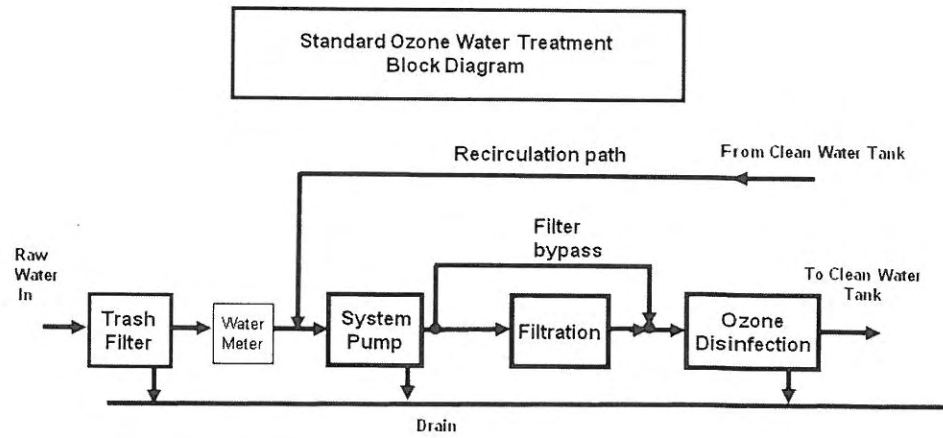 Standard Ozone Water Treatment
Block Diagram
Recirculation path
From Clean Water Tank
Filter
bypass
Raw
Water
In
To Clean Water
Tank
Trash
Filter
Water
Meter
System
Pump
Filtration
Ozone
Disinfection
Drain